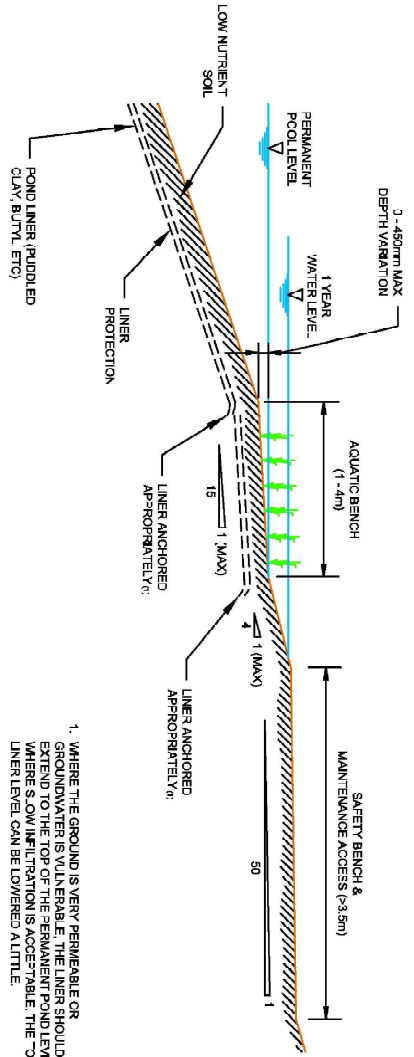 LOW NUTRIENT
SOIL
PERMANENT
POOL LEVEL
1 YEAR
WATER LEVEL
0 - 450mm MAX
DEPTH VARIATION
AQUATIC BENCH
(1 - 4m)
SAFETY BENCH &
MAINTENANCE ACCESS (>3.5m)
POND LINER (PUDDLED
CLAY, BUTYL ETC)
LINER
PROTECTION
LINER ANCHORED
APPROPRIATELY
15
1 (MAX)
LINER ANCHORED
APPROPRIATELY
4
1 (MAX)
50
1
1. WHERE THE GROUND IS VERY PERMEABLE OR
GROUNDWATER IS VULNERABLE, THE LINER SHOULD
EXTEND TO THE TOP OF THE PERMANENT POND
WHERE SLOW INFILTRATION IS ACCEPTABLE, THE
LINER LEVEL CAN BE LOWERED A LITTLE.